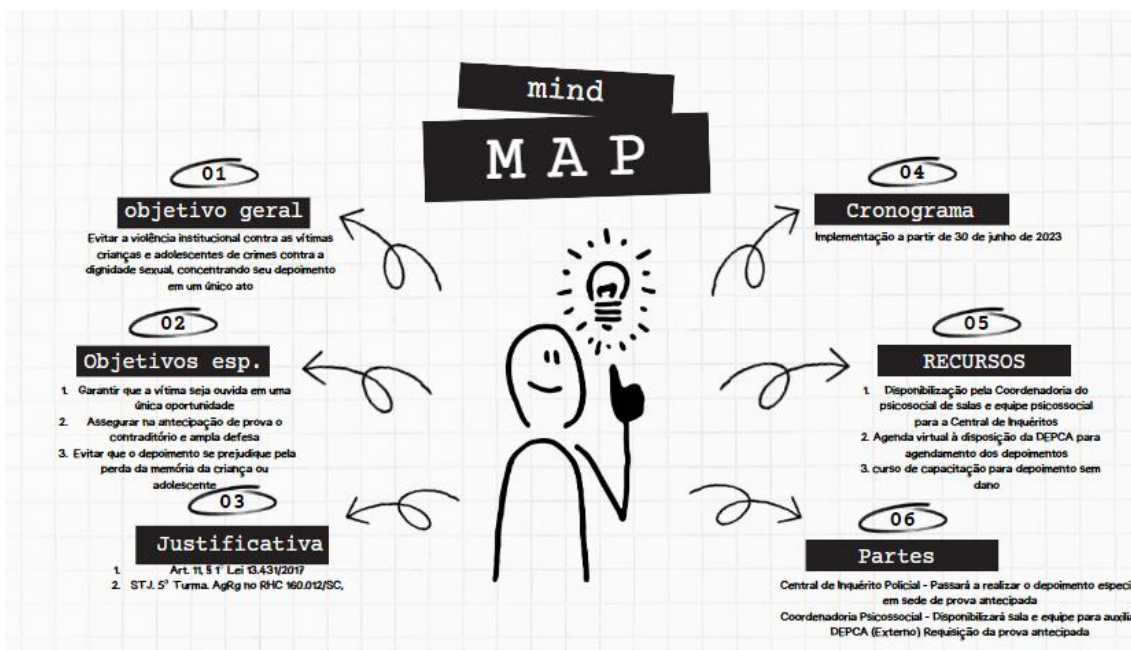 mind
MAP
01
objetivo geral
Evitar a violência institucional contra as vítimas
crianças e adolescentes de crimes contra a
dignidade sexual, concentrando seu depoimento
em um único ato
02
Objetivos esp.
1. Garantir que a vítima seja ouvida em uma
única oportunidade
2. Assegurar na antecipação de prova o
contraditório e ampla defesa
3. Evitar que o depoimento se prejudique pela
perda da memória da criança ou
adolescente
03
Justificativa
1. Art. 11, § 1º Lei 13.431/2017
2. STJ. 5ª Turma. AgRg no RHC 160.012/SC,
04
Cronograma
Implementação a partir de 30 de junho de 2023
05
RECURSOS
1. Disponibilização pela Coordenadoria do
psicosocial de salas e equipe psicossocial
para a Central de Inquéritos
2. Agenda virtual à disposição da DEPCA para
agendamento dos depoimentos
3. curso de capacitação para depoimento sem
dano
06
Partes
Central de Inquérito Policial - Passará a realizar o depoimento especi
em sede de prova antecipada
Coordenadoria Psicossocial - Disponibilizará sala e equipe para auxilia
DEPCA (Externo) Requisição da prova antecipada